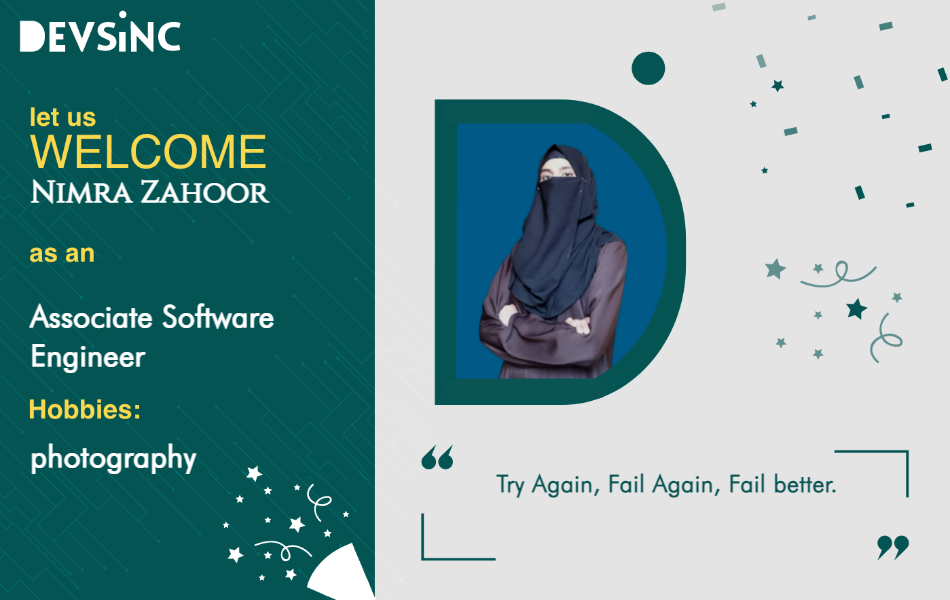 DEVSiNC
let us
WELCOME
Nimra Zahoor
as an
Associate Software
Engineer
Hobbies:
photography
“
Try Again, Fail Again, Fail better.
”